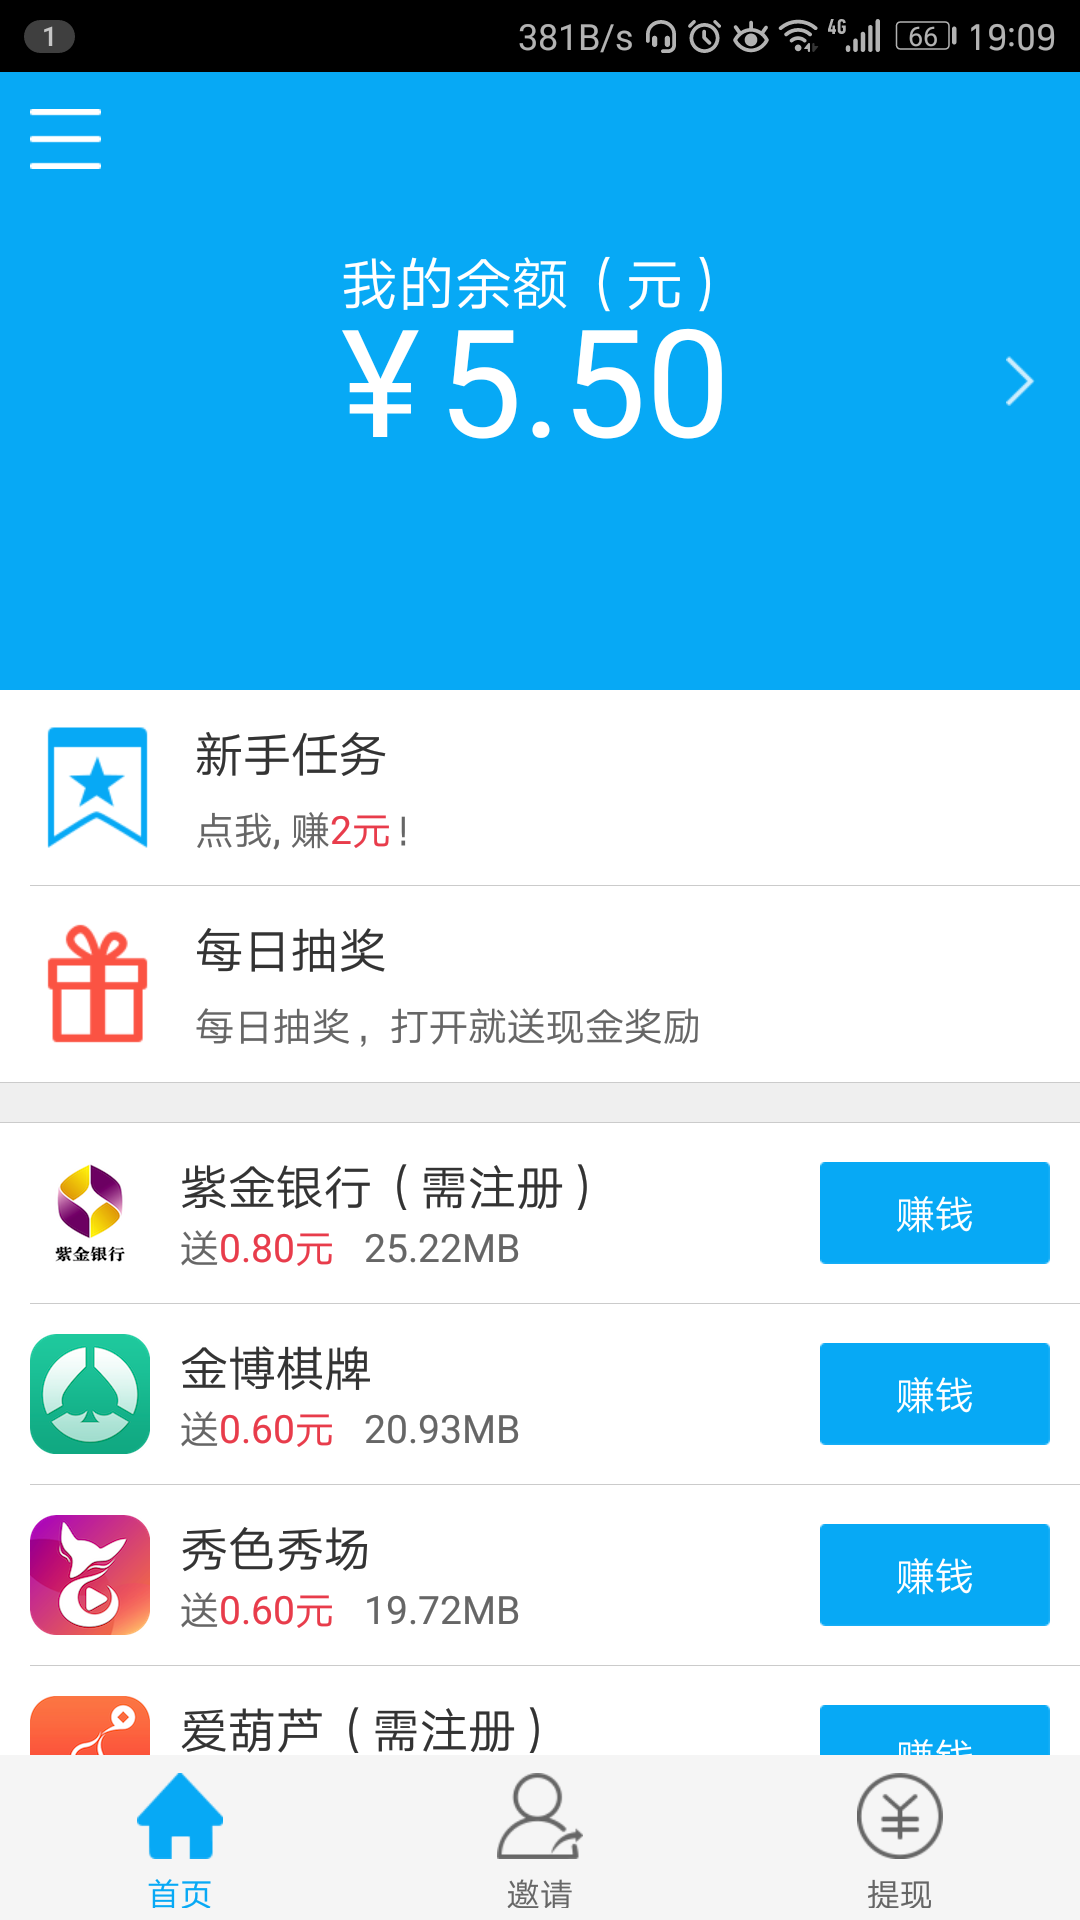 1 381B/s 4G 66 19:09
我的余额（元）
¥5.50
新手任务
点我, 赚2元!
每日抽奖
每日抽奖，打开就送现金奖励
紫金银行（需注册）
紫金银行
送0.80元 25.22MB
赚钱
金博棋牌
送0.60元 20.93MB
赚钱
秀色秀场
送0.60元 19.72MB
赚钱
爱葫芦（需注册）
赚钱
首页 邀请 提现